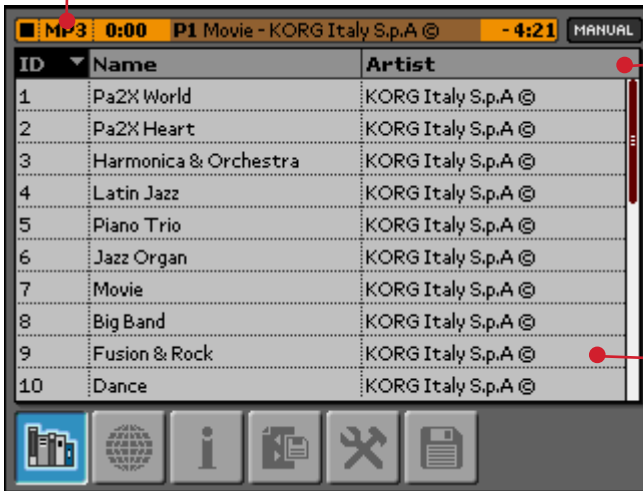 MP3 0:00 P1 Movie - KORG Italy S.p.A © - 4:21 MANUAL
ID Name Artist
1 Pa2X World KORG Italy S.p.A ©
2 Pa2X Heart KORG Italy S.p.A ©
3 Harmonica & Orchestra KORG Italy S.p.A ©
4 Latin Jazz KORG Italy S.p.A ©
5 Piano Trio KORG Italy S.p.A ©
6 Jazz Organ KORG Italy S.p.A ©
7 Movie KORG Italy S.p.A ©
8 Big Band KORG Italy S.p.A ©
9 Fusion & Rock KORG Italy S.p.A ©
10 Dance KORG Italy S.p.A ©